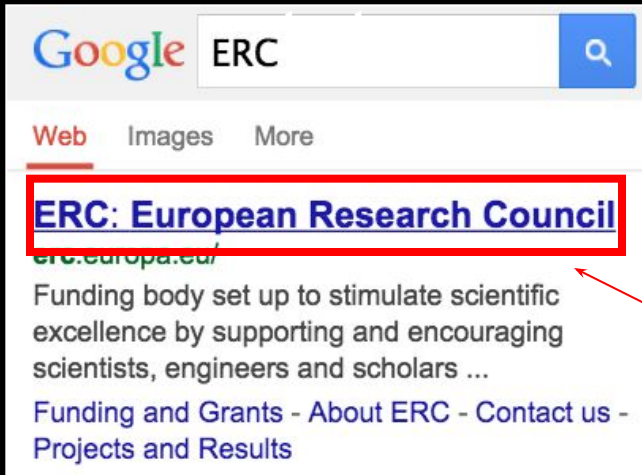 Google ERC
Web Images More
ERC: European Research Council
erc.europa.eu/
Funding body set up to stimulate scientific
excellence by supporting and encouraging
scientists, engineers and scholars ...
Funding and Grants - About ERC - Contact us -
Projects and Results